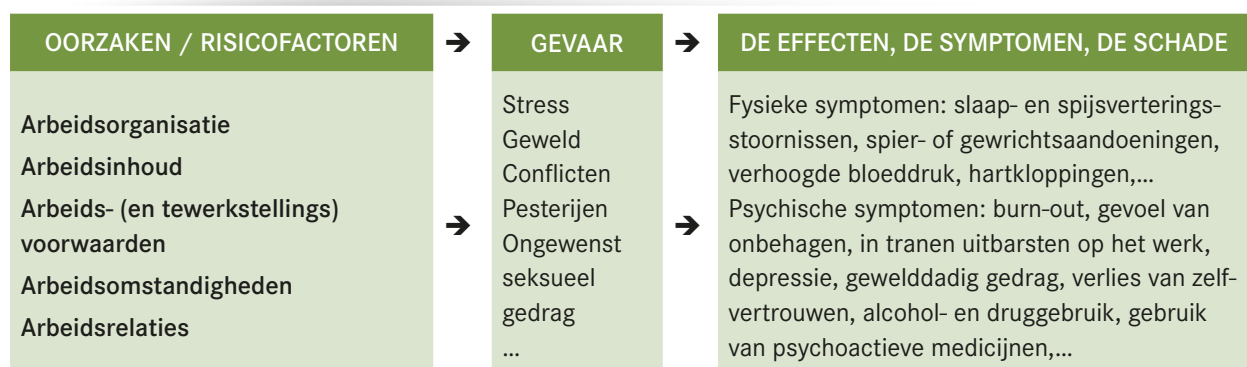 OORZAKEN / RISICOFACTOREN ➔ GEVAAR ➔ DE EFFECTEN, DE SYMPTOMEN, DE SCHADE
Arbeidsorganisatie
Arbeidsinhoud
Arbeids- (en tewerkstellings)
voorwaarden
Arbeidsomstandigheden
Arbeidsrelaties
➔
Stress
Geweld
Conflicten
Pesterijen
Ongewenst
seksueel
gedrag
...
➔
Fysieke symptomen: slaap- en spijsverterings-
stoornissen, spier- of gewrichtsaandoeningen,
verhoogde bloeddruk, hartkloppingen,...
Psychische symptomen: burn-out, gevoel van
onbehagen, in tranen uitbarsten op het werk,
depressie, gewelddadig gedrag, verlies van zelf-
vertrouwen, alcohol- en druggebruik, gebruik
van psychoactieve medicijnen,...